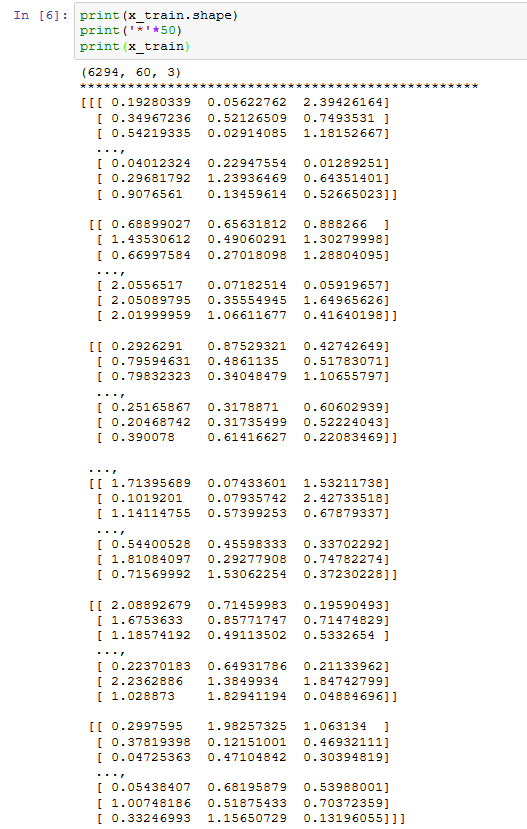 In [6]: print(x_train.shape)
print('*'*50)
print(x_train)
(6294, 60, 3)
**************************************************
[[[ 0.19280339  0.05622762  2.39426164]
  [ 0.34967236  0.52126509  0.7493531 ]
  [ 0.54219335  0.02914085  1.18152667]
  ...,
  [ 0.04012324  0.22947554  0.01289251]
  [ 0.29681792  1.23936469  0.64351401]
  [ 0.9076561   0.13459614  0.52665023]]

 [[ 0.68899027  0.65631812  0.888266  ]
  [ 1.43530612  0.49060291  1.30279998]
  [ 0.66997584  0.27018098  1.28804095]
  ...,
  [ 2.0556517   0.07182514  0.05919657]
  [ 2.05089795  0.35554945  1.64965626]
  [ 2.01999959  1.06611677  0.41640198]]

 [[ 0.2926291   0.87529321  0.42742649]
  [ 0.79594631  0.4861135   0.51783071]
  [ 0.79832323  0.34048479  1.10655797]
  ...,
  [ 0.25165867  0.3178871   0.60602939]
  [ 0.20468742  0.31735499  0.52224043]
  [ 0.390078    0.61416627  0.22083469]]

 ...,
 [[ 1.71395689  0.07433601  1.53211738]
  [ 0.1019201   0.07935742  2.42733518]
  [ 1.14114755  0.57399253  0.67879337]
  ...,
  [ 0.54400528  0.45598333  0.33702292]
  [ 1.81084097  0.29277908  0.74782274]
  [ 0.71569992  1.53062254  0.37230228]]

 [[ 2.08892679  0.71459983  0.19590493]
  [ 1.6753633   0.85771747  0.71474829]
  [ 1.18574192  0.49113502  0.5332654 ]
  ...,
  [ 0.22370183  0.64931786  0.21133962]
  [ 2.2362886   1.3849934   1.84742799]
  [ 1.028873    1.82941194  0.04884696]]

 [[ 0.2997595   1.98257325  1.063134  ]
  [ 0.37819398  0.12151001  0.46932111]
  [ 0.04725363  0.47104842  0.30394819]
  ...,
  [ 0.05438407  0.68195879  0.53988001]
  [ 1.00748186  0.51875433  0.70372359]
  [ 0.33246993  1.15650729  0.13196055]]]